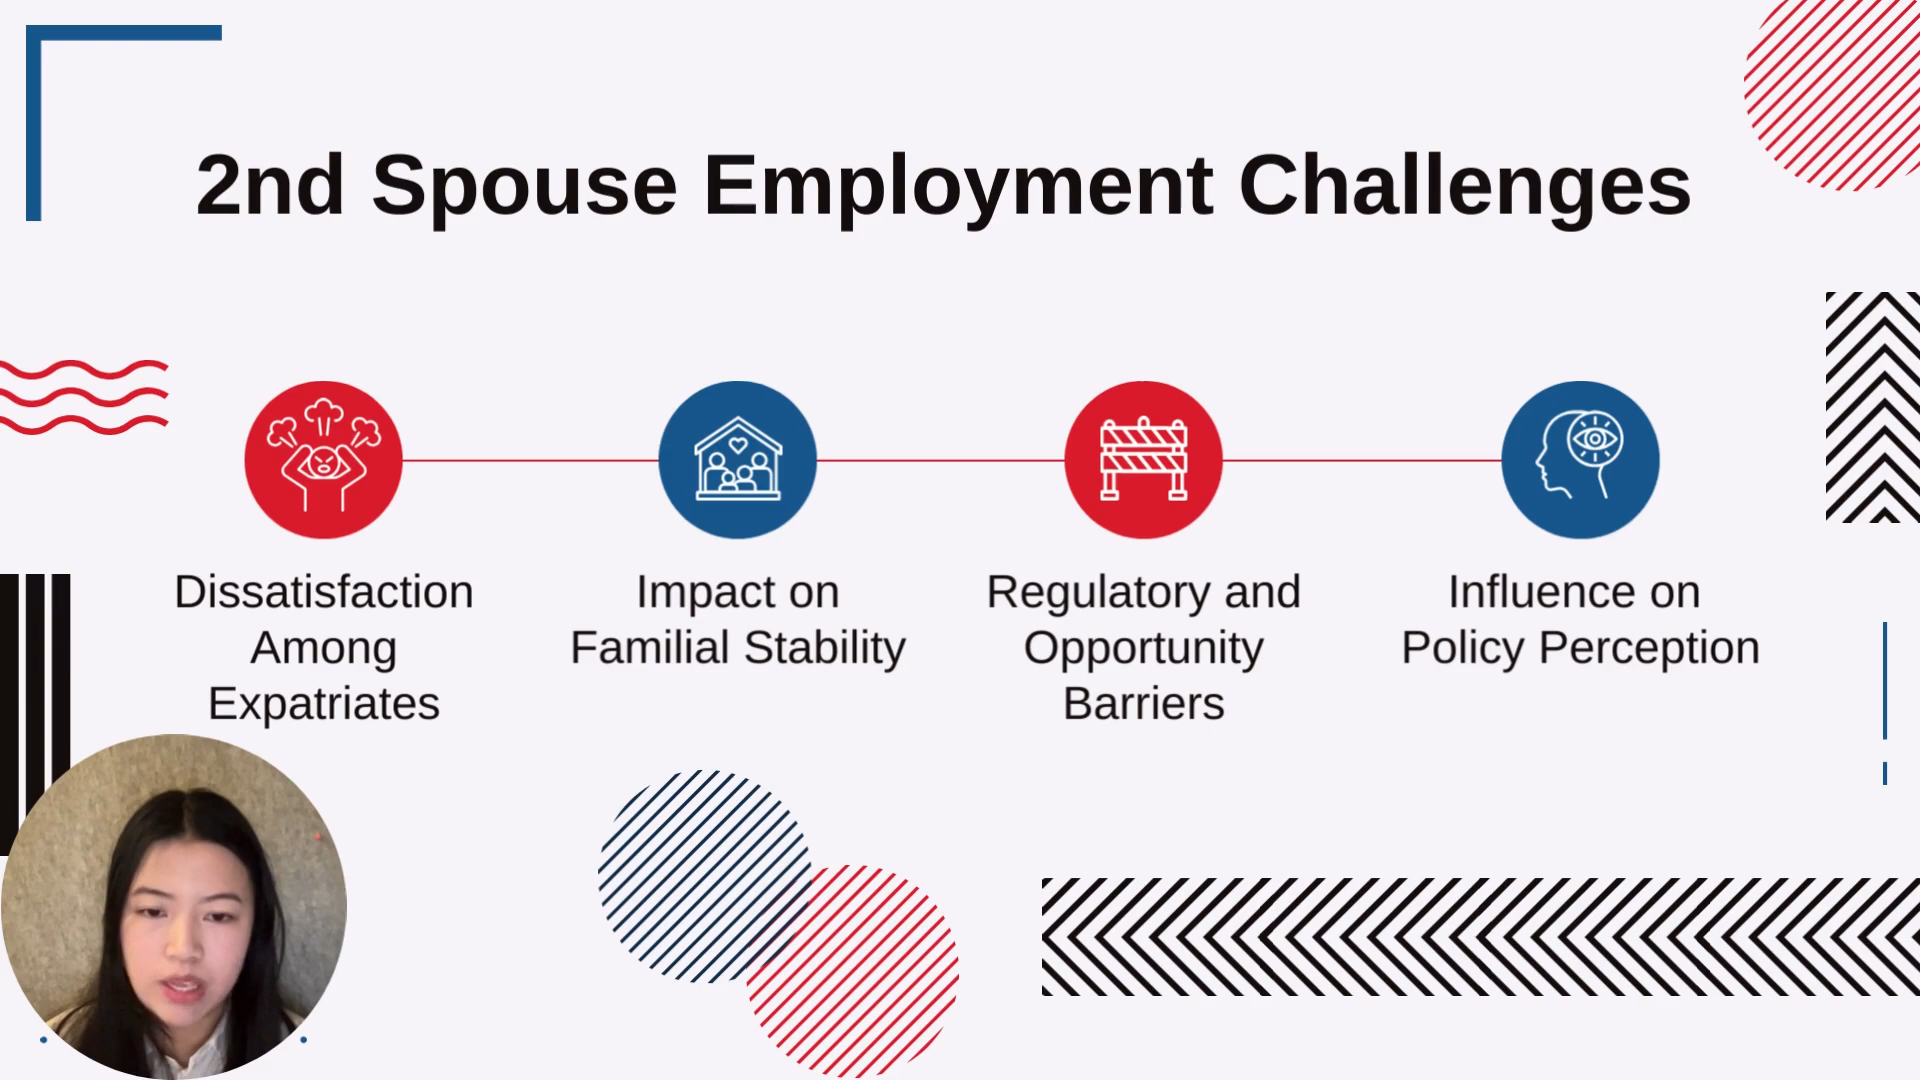 2nd Spouse Employment Challenges
Dissatisfaction
Among
Expatriates
Impact on
Familial Stability
Regulatory and
Opportunity
Barriers
Influence on
Policy Perception